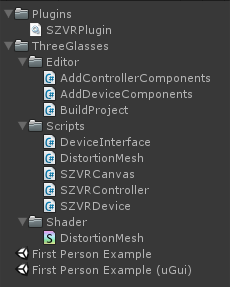 Plugins
SZVRPlugin
ThreeGlasses
Editor
AddControllerComponents
AddDeviceComponents
BuildProject
Scripts
DeviceInterface
DistortionMesh
SZVRCanvas
SZVRController
SZVRDevice
Shader
DistortionMesh
First Person Example
First Person Example (uGui)